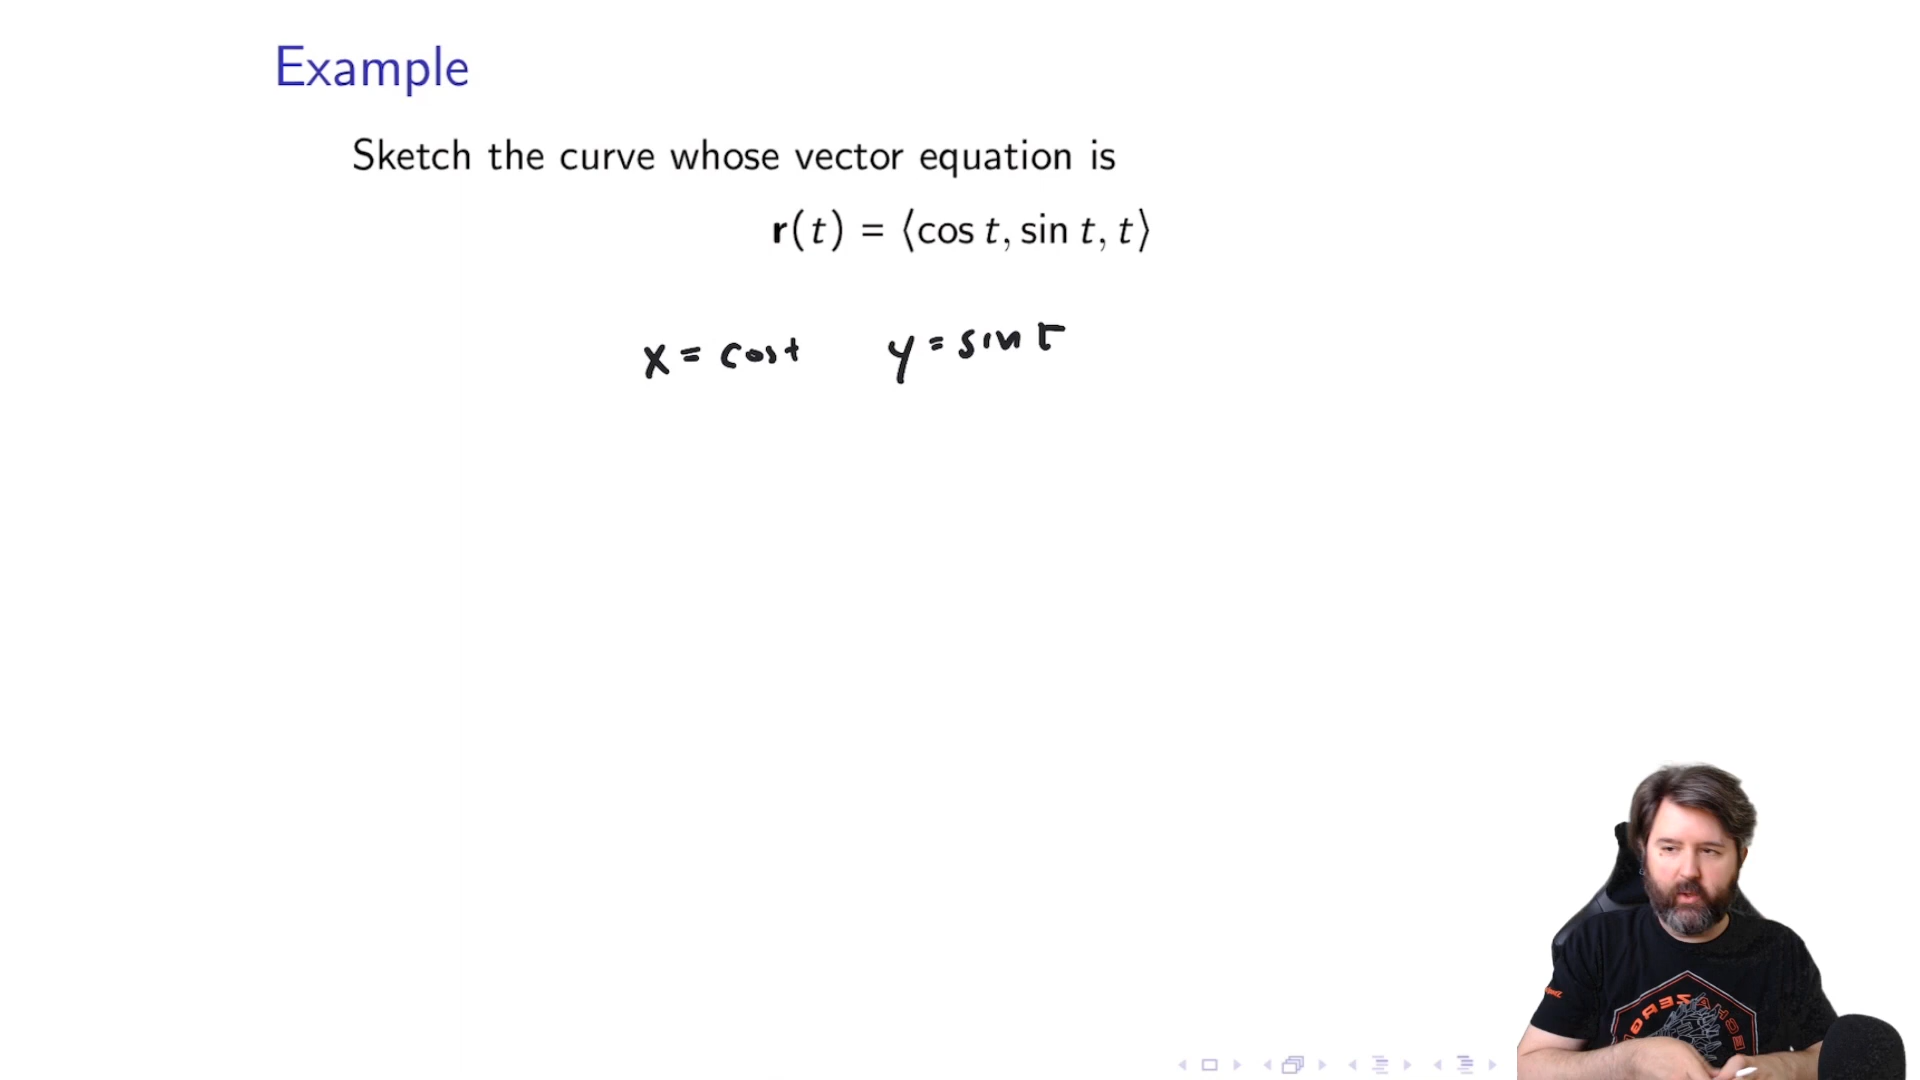 Example
Sketch the curve whose vector equation is
r(t) = ⟨cos t, sin t, t⟩
x = cos t y = sin t